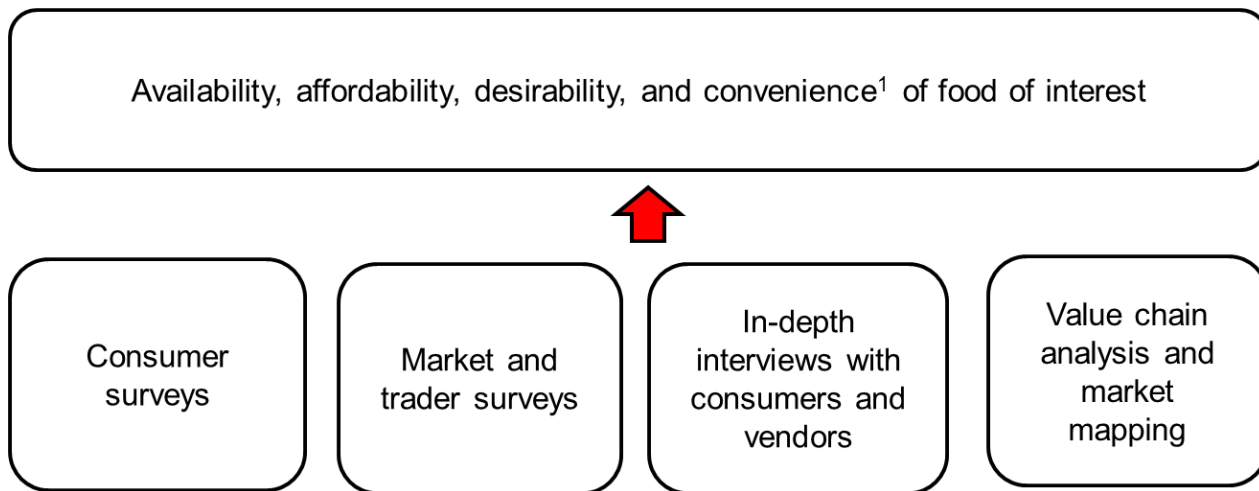 Availability, affordability, desirability, and convenience¹ of food of interest
Consumer
surveys
Market and
trader surveys
In-depth
interviews with
consumers and
vendors
Value chain
analysis and
market
mapping